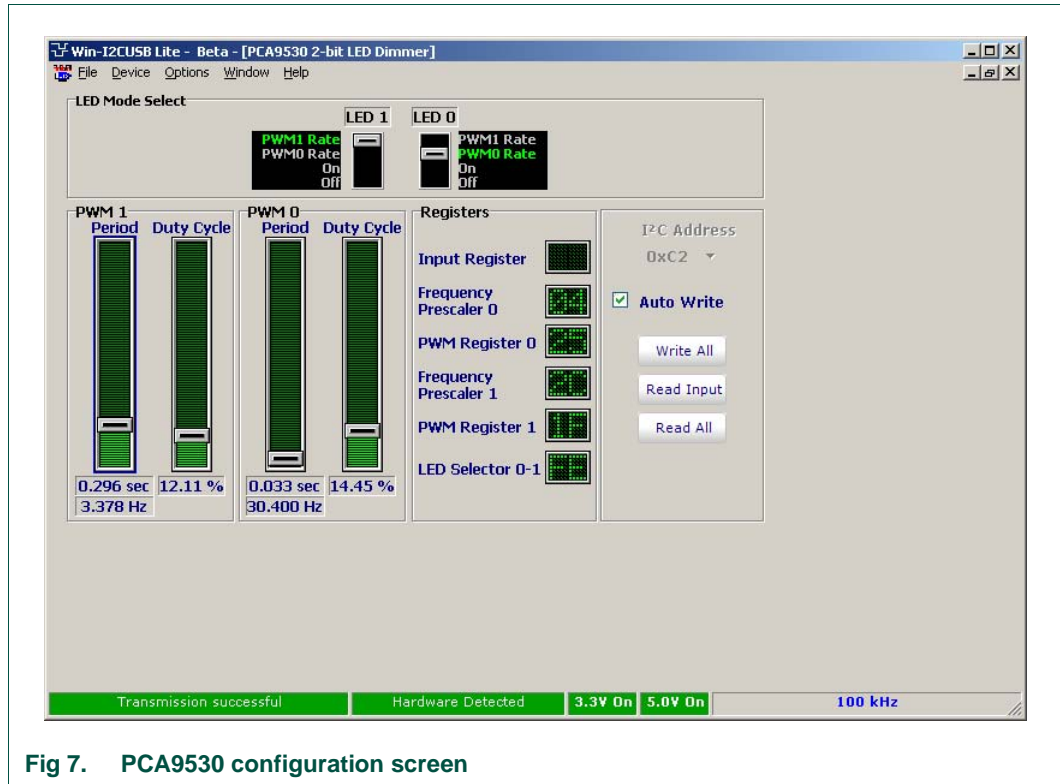 Win-I2CUSB Lite - Beta - [PCA9530 2-bit LED Dimmer]
File Device Options Window Help
LED Mode Select
LED 1 LED 0
PWM1 Rate PWM1 Rate
PWM0 Rate PWM0 Rate
On On
Off Off
PWM 1 PWM 0 Registers
Period Duty Cycle Period Duty Cycle
I²C Address
0xC2
Input Register
Frequency
Prescaler 0 04
Auto Write
PWM Register 0 25
Write All
Frequency
Prescaler 1
Read Input
PWM Register 1 1F
Read All
LED Selector 0-1
0.296 sec 12.11 % 0.033 sec 14.45 %
3.378 Hz 30.400 Hz
Transmission successful Hardware Detected 3.3V On 5.0V On 100 kHz
Fig 7. PCA9530 configuration screen